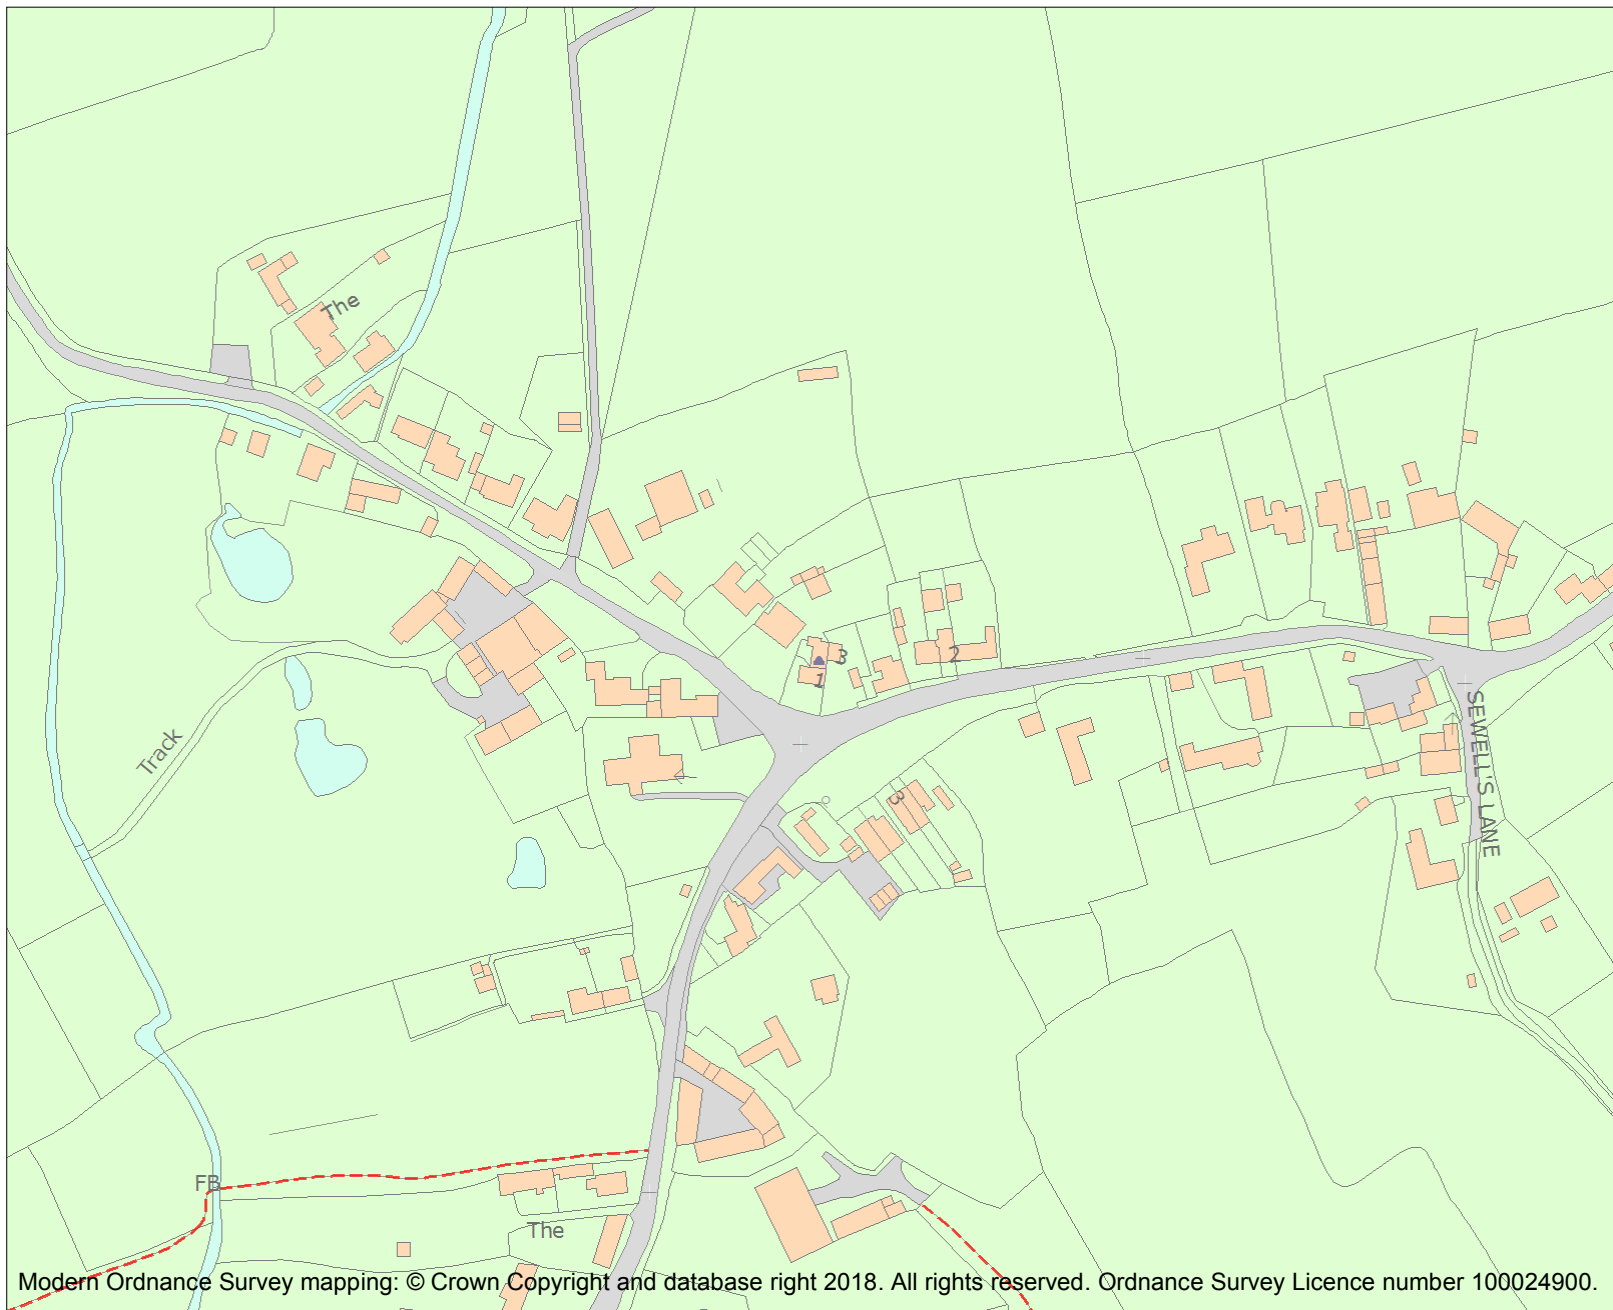 The
3
1
2
Track
SEWELL'S LANE
3
FB
The
Modern Ordnance Survey mapping: © Crown Copyright and database right 2018. All rights reserved. Ordnance Survey Licence number 100024900.